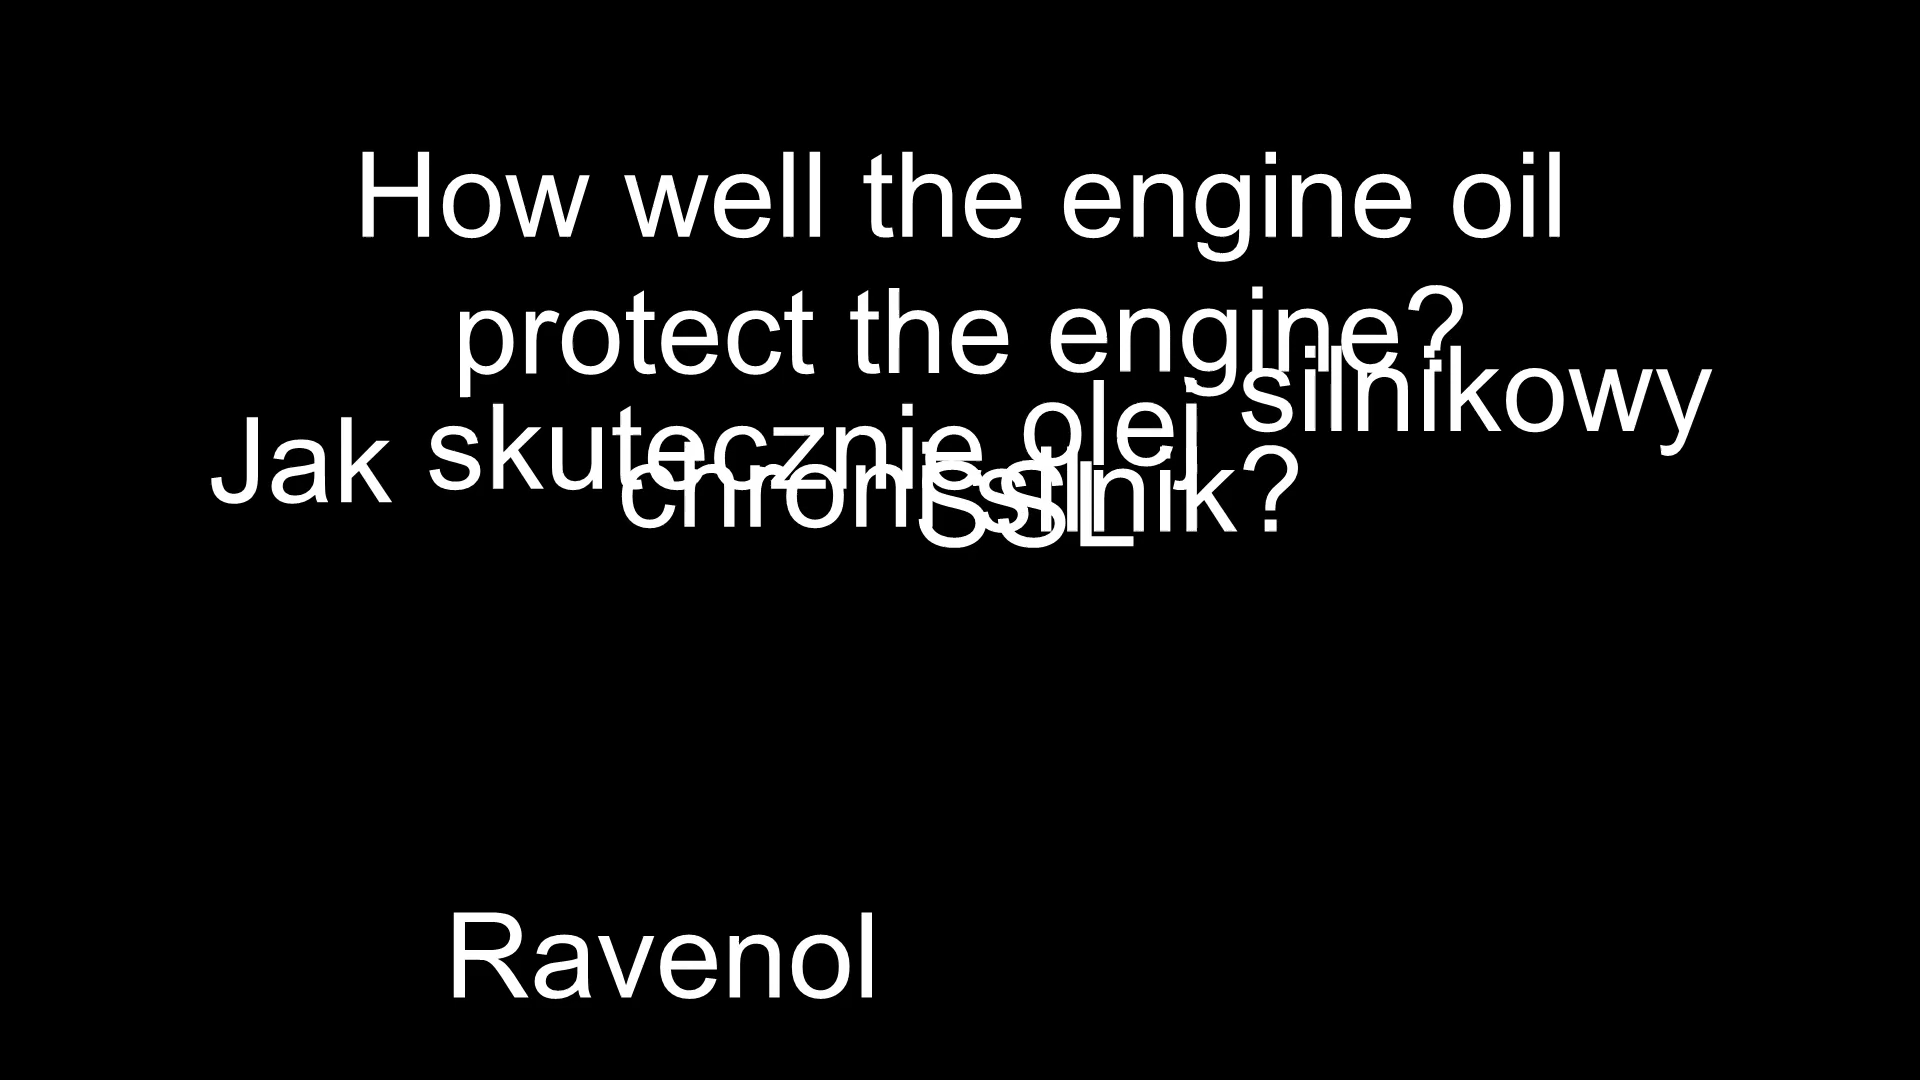 How well the engine oil
protect the engine?
Jak skutecznie olej silnikowy
chroni silnik?
SSL
Ravenol